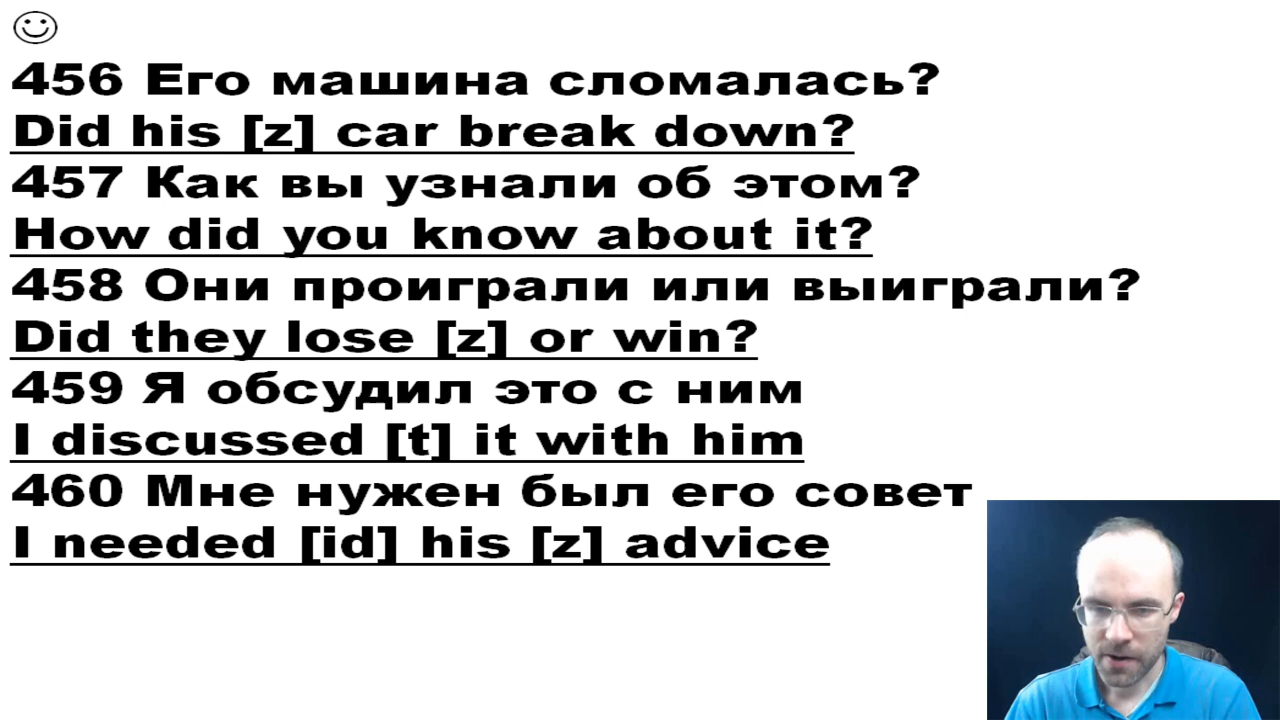 456 Его машина сломалась?
Did his [z] car break down?
457 Как вы узнали об этом?
How did you know about it?
458 Они проиграли или выиграли?
Did they lose [z] or win?
459 Я обсудил это с ним
I discussed [t] it with him
460 Мне нужен был его совет
I needed [id] his [z] advice